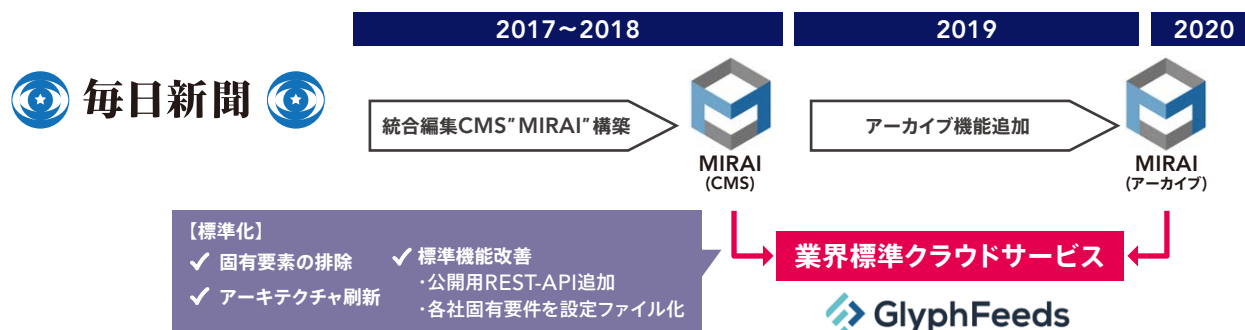 2017～2018
2019
2020
毎日新聞
統合編集CMS"MIRAI"構築
MIRAI
(CMS)
アーカイブ機能追加
MIRAI
(アーカイブ)
【標準化】
✓ 固有要素の排除
✓ アーキテクチャ刷新
✓ 標準機能改善
・公開用REST-API追加
・各社固有要件を設定ファイル化
業界標準クラウドサービス
GlyphFeeds